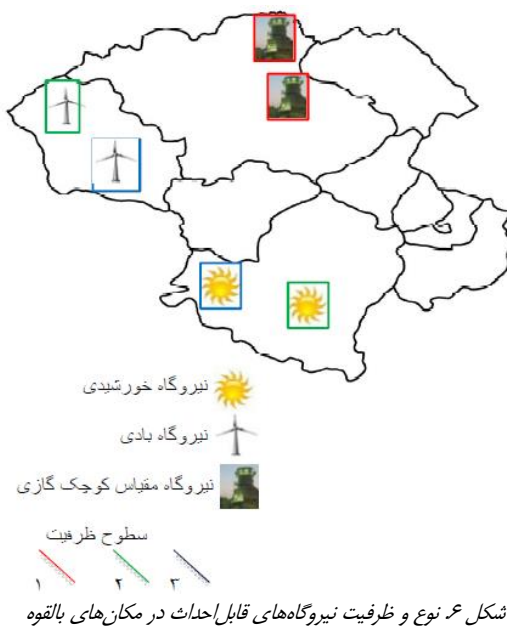 نیروگاه خورشیدی
نیروگاه بادی
نیروگاه مقیاس کوچک گازی
سطوح ظرفیت
۱ ۲ ۳
شکل ۶. نوع و ظرفیت نیروگاه‌های قابل‌احداث در مکان‌های بالقوه